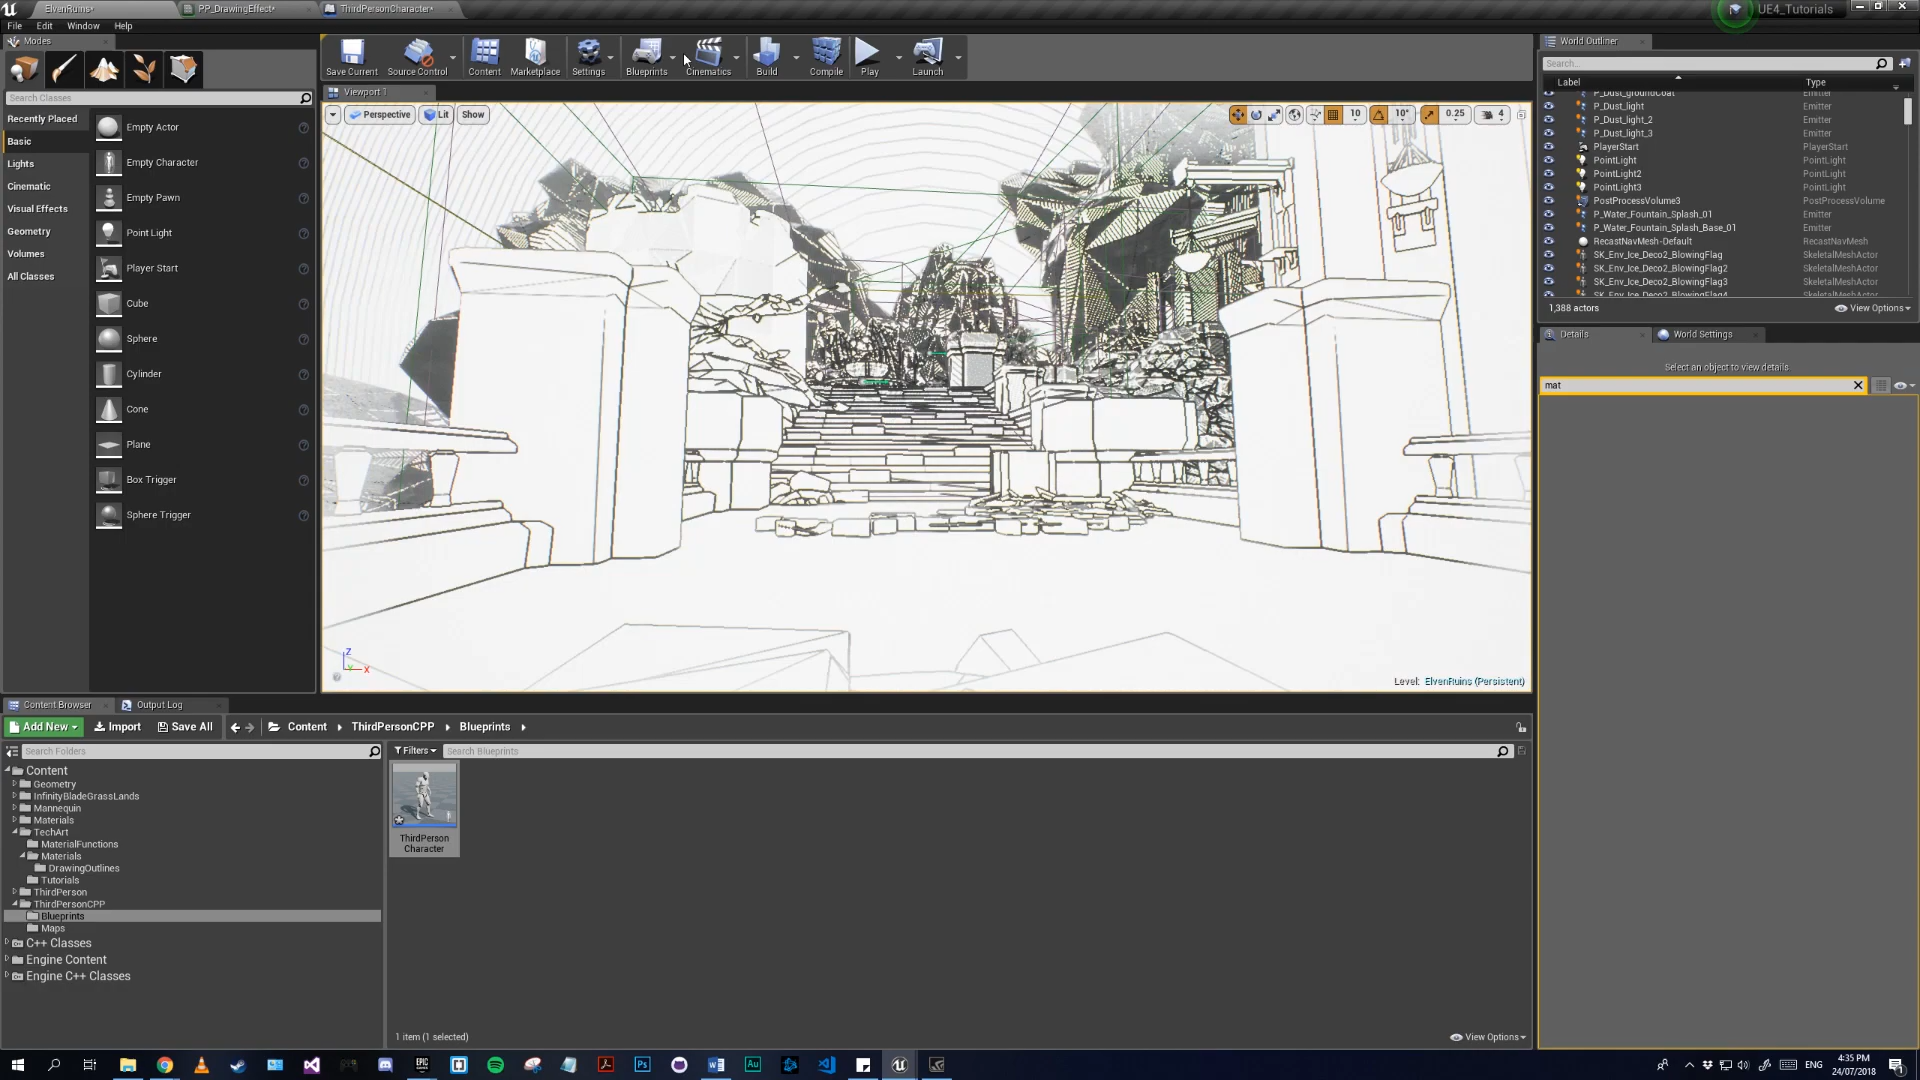 ElvenRuins*
PP_DrawingEffect*
ThirdPersonCharacter*
UE4_Tutorials
File Edit Window Help
Modes
Search Classes
Recently Placed
Basic
Lights
Cinematic
Visual Effects
Geometry
Volumes
All Classes
Empty Actor
Empty Character
Empty Pawn
Point Light
Player Start
Cube
Sphere
Cylinder
Cone
Plane
Box Trigger
Sphere Trigger
Save Current Source Control Content Marketplace Settings Blueprints Cinematics Build Compile Play Launch
Viewport 1
Perspective Lit Show
10 10° 0.25 4
Z
X
Level: ElvenRuins (Persistent)
World Outliner
Search...
Label Type
P_Dust_groundCoat Emitter
P_Dust_light Emitter
P_Dust_light_2 Emitter
P_Dust_light_3 Emitter
PlayerStart PlayerStart
PointLight PointLight
PointLight2 PointLight
PointLight3 PointLight
PostProcessVolume3 PostProcessVolume
P_Water_Fountain_Splash_01 Emitter
P_Water_Fountain_Splash_Base_01 Emitter
RecastNavMesh-Default RecastNavMesh
SK_Env_Ice_Deco2_BlowingFlag SkeletalMeshActor
SK_Env_Ice_Deco2_BlowingFlag2 SkeletalMeshActor
SK_Env_Ice_Deco2_BlowingFlag3 SkeletalMeshActor
SK_Env_Ice_Deco2_BlowingFlag4 SkeletalMeshActor
1,388 actors View Options
Details World Settings
Select an object to view details
mat
Content Browser Output Log
Add New Import Save All Content ThirdPersonCPP Blueprints
Search Folders
Filters Search Blueprints
Content
Geometry
InfinityBladeGrassLands
Mannequin
Materials
TechArt
MaterialFunctions
Materials
DrawingOutlines
Tutorials
ThirdPerson
ThirdPersonCPP
Blueprints
Maps
C++ Classes
Engine Content
Engine C++ Classes
ThirdPerson
Character
1 item (1 selected) View Options
ENG
4:35 PM
24/07/2018